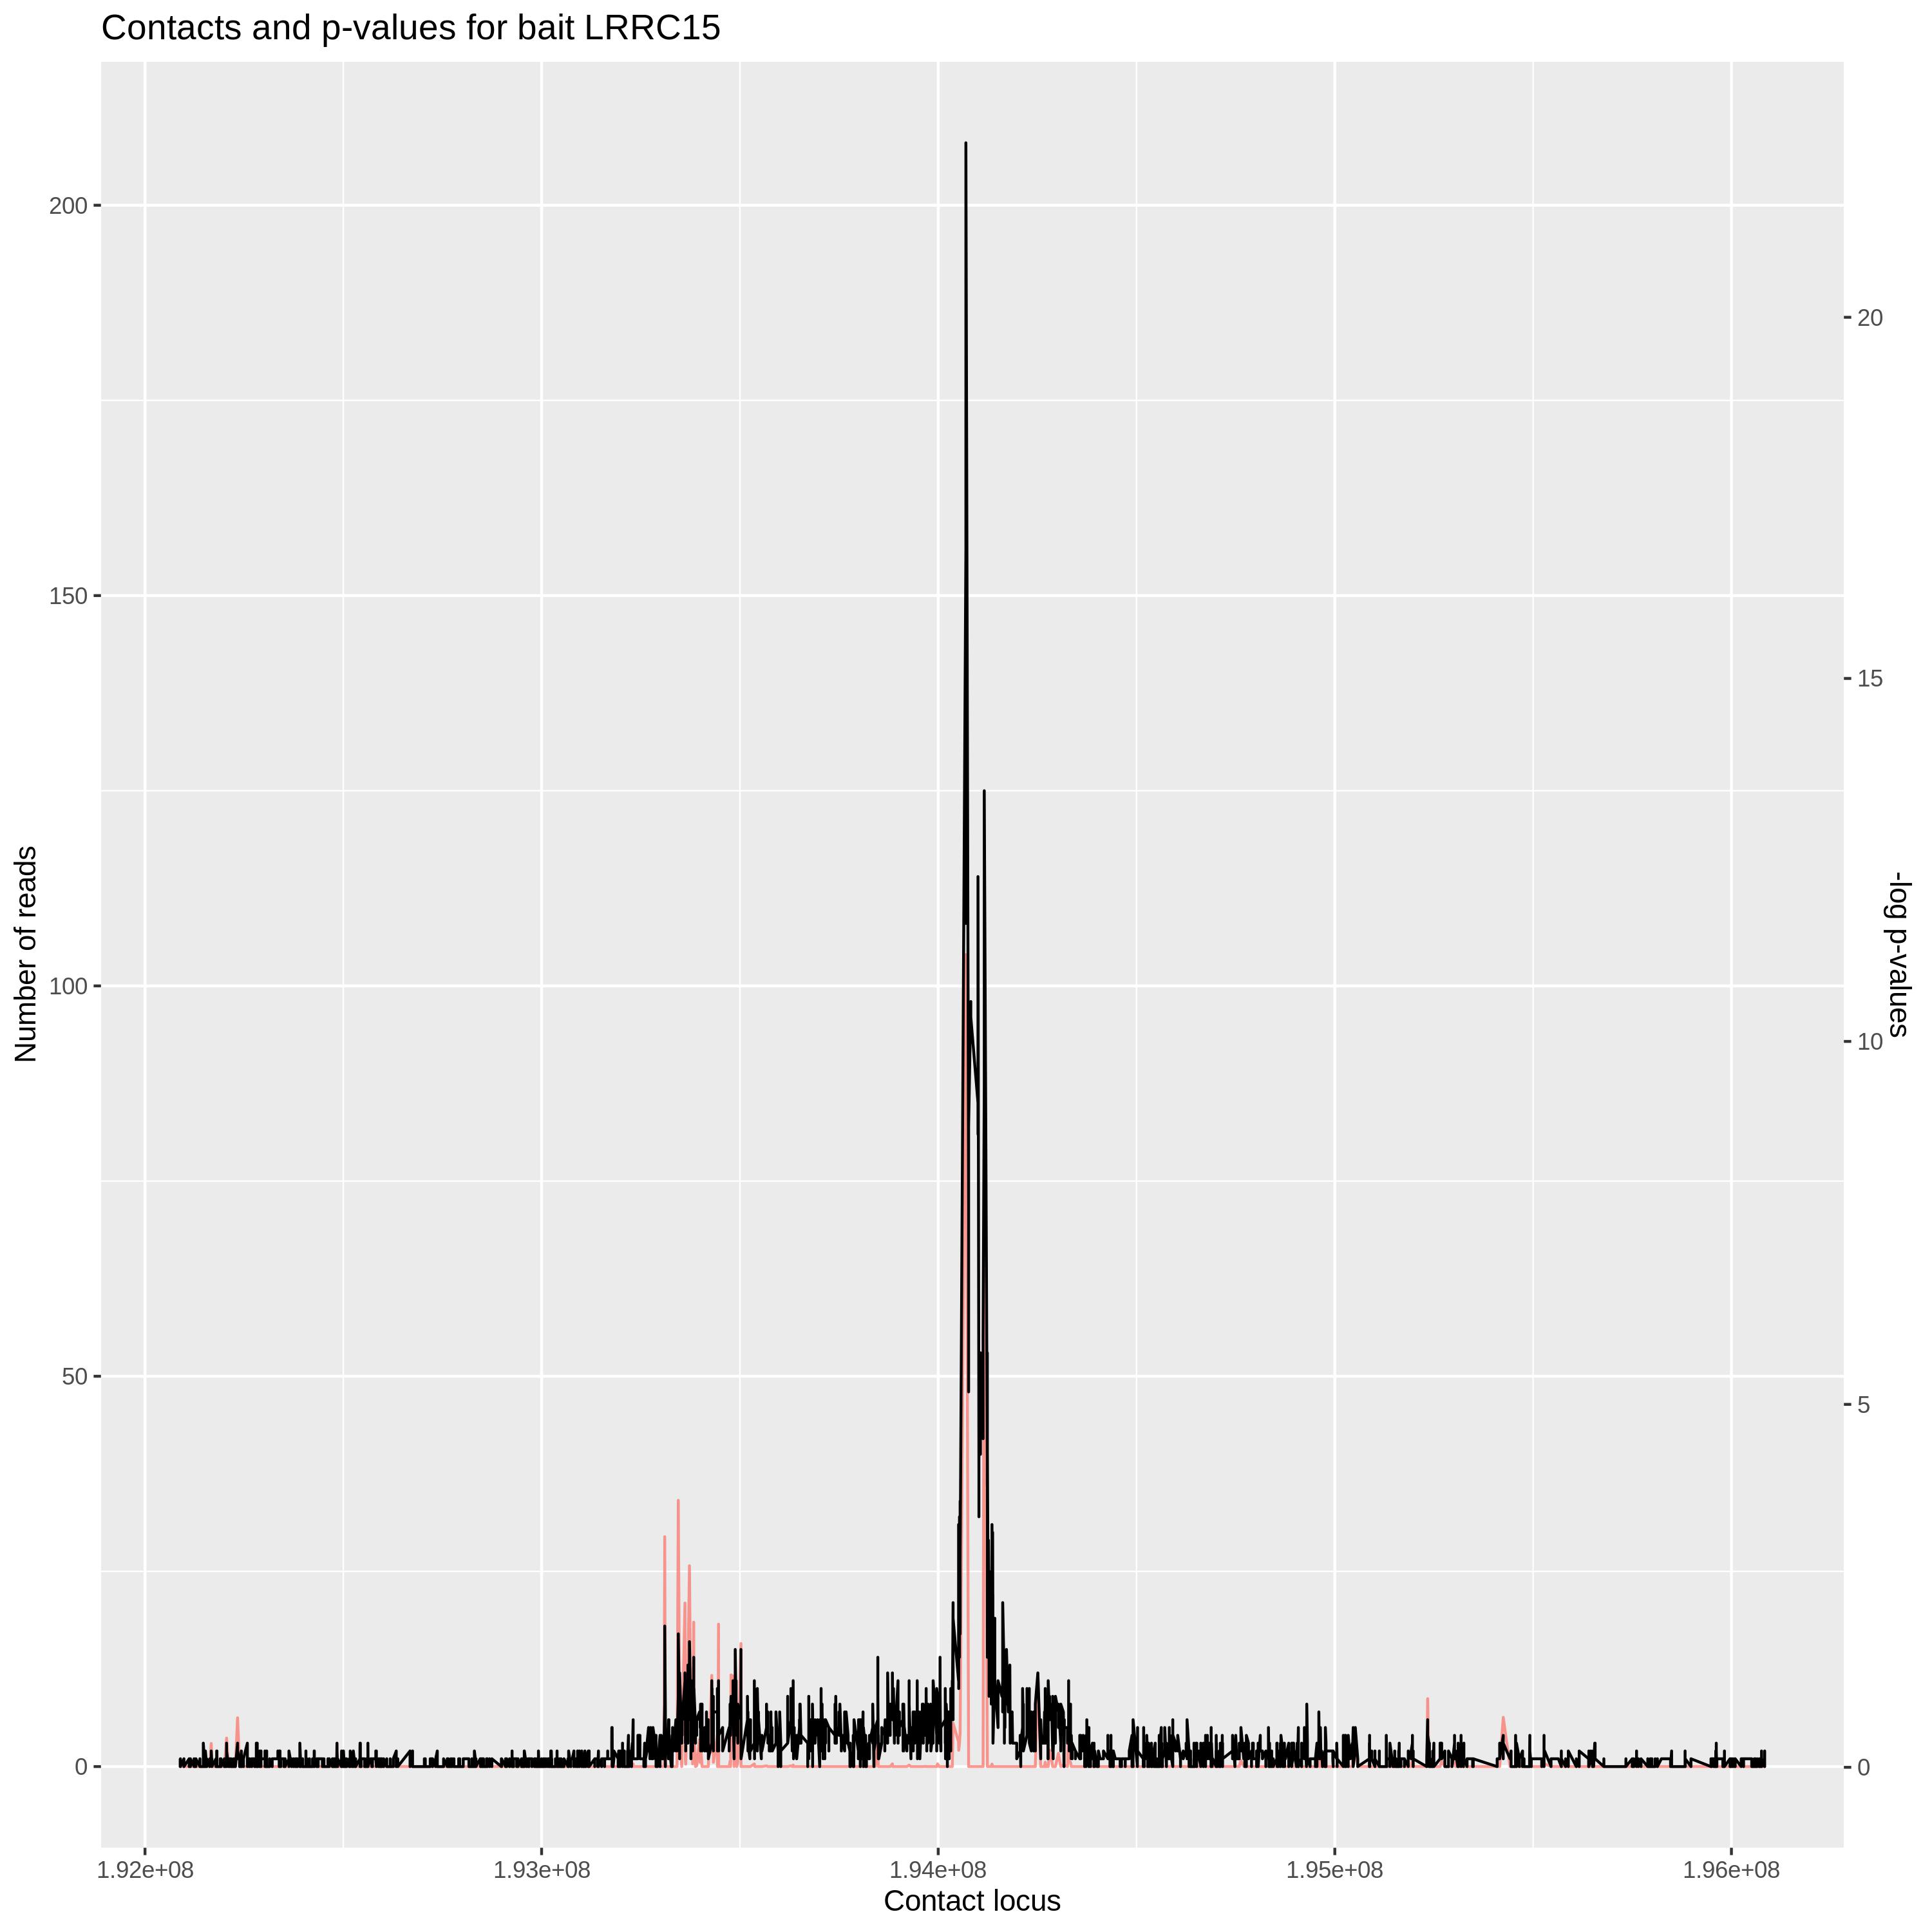 Contacts and p-values for bait LRRC15
Number of reads
200
150
100
50
0
20
15
10
5
0
-log p-values
1.92e+08
1.93e+08
1.94e+08
1.95e+08
1.96e+08
Contact locus